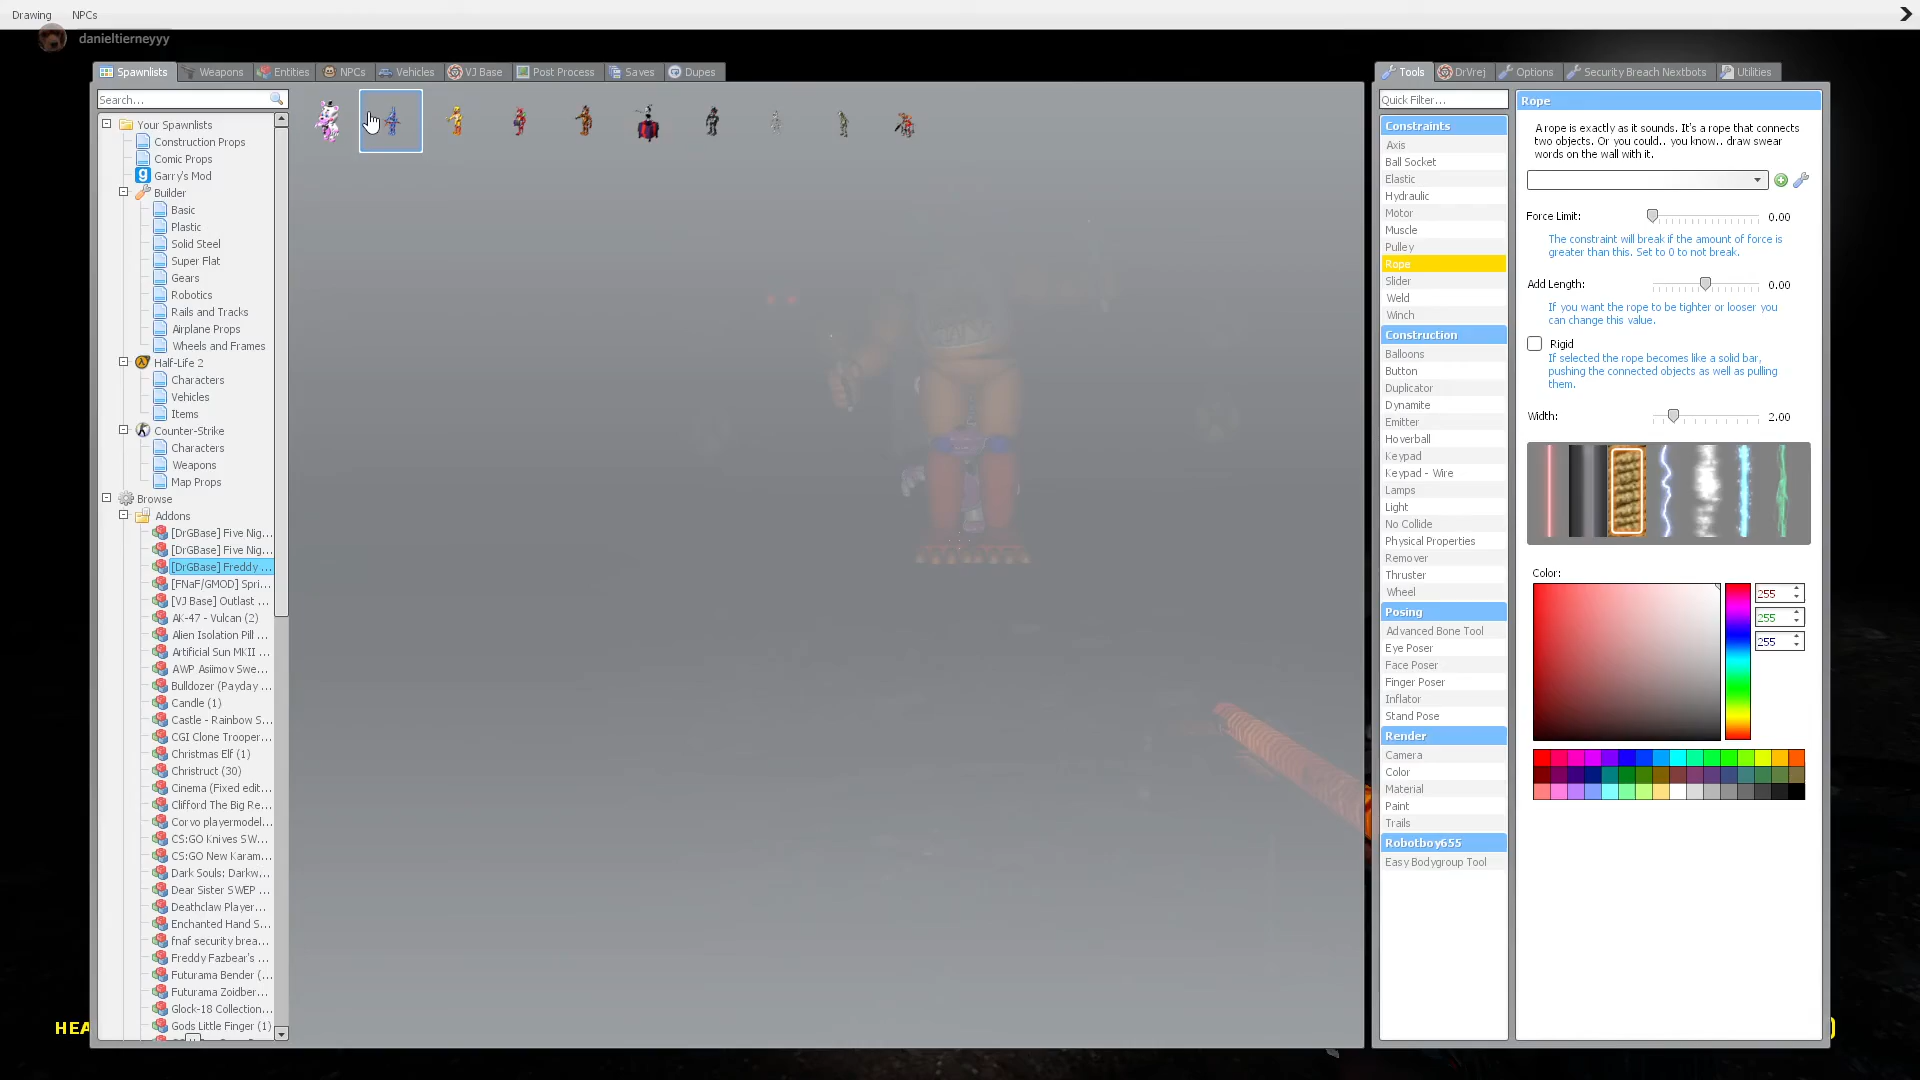 Drawing NPCs
danieltierneyyy
Spawnlists Weapons Entities NPCs Vehicles VJ Base Post Process Saves Dupes
Search...
Your Spawnlists
Construction Props
Comic Props
Garry's Mod
Builder
Basic
Plastic
Solid Steel
Super Flat
Gears
Robotics
Rails and Tracks
Airplane Props
Wheels and Frames
Half-Life 2
Characters
Vehicles
Items
Counter-Strike
Characters
Weapons
Map Props
Browse
Addons
[DrGBase] Five Nig...
[DrGBase] Five Nig...
[DrGBase] Freddy ...
[FNaF/GMOD] Spri...
[VJ Base] Outlast ...
AK-47 - Vulcan (2)
Alien Isolation Pill ...
Artificial Sun MKII ...
AWP Asiimov Swe...
Bulldozer (Payday ...
Candle (1)
Castle - Rainbow S...
CGI Clone Trooper...
Christmas Elf (1)
Christruct (30)
Cinema (Fixed edit...
Clifford The Big Re...
Corvo playermodel...
CS:GO Knives SW...
CS:GO New Karam...
Dark Souls: Darkw...
Dear Sister SWEP ...
Deathclaw Player...
Enchanted Hand S...
fnaf security brea...
Freddy Fazbear's ...
Futurama Bender (...
Futurama Zoidber...
Glock-18 Collection...
Gods Little Finger (1)
HEA
Tools DrVrej Options Security Breach Nextbots Utilities
Quick Filter...
Constraints
Axis
Ball Socket
Elastic
Hydraulic
Motor
Muscle
Pulley
Rope
Slider
Weld
Winch
Construction
Balloons
Button
Duplicator
Dynamite
Emitter
Hoverball
Keypad
Keypad - Wire
Lamps
Light
No Collide
Physical Properties
Remover
Thruster
Wheel
Posing
Advanced Bone Tool
Eye Poser
Face Poser
Finger Poser
Inflator
Stand Pose
Render
Camera
Color
Material
Paint
Trails
Robotboy655
Easy Bodygroup Tool
Rope
A rope is exactly as it sounds. It's a rope that connects
two objects. Or you could.. you know.. draw swear
words on the wall with it.
Force Limit: 0.00
The constraint will break if the amount of force is
greater than this. Set to 0 to not break.
Add Length: 0.00
If you want the rope to be tighter or looser you
can change this value.
Rigid
If selected the rope becomes like a solid bar,
pushing the connected objects as well as pulling
them.
Width: 2.00
Color:
255
255
255